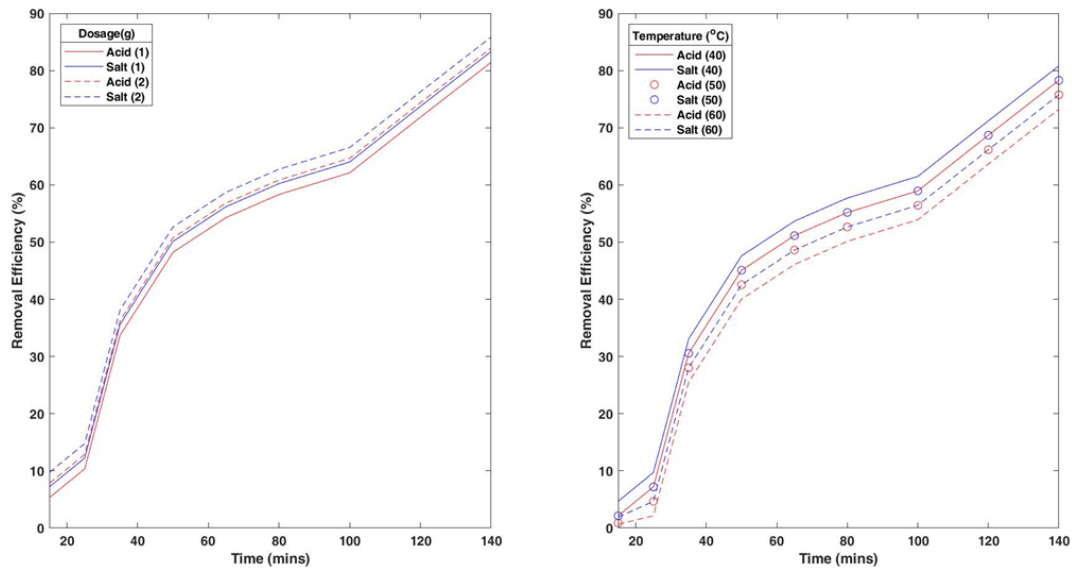 90
80
70
60
50
40
30
20
10
0
Removal Efficiency (%)
Dosage(g)
Acid (1)
Salt (1)
Acid (2)
Salt (2)
20 40 60 80 100 120 140
Time (mins)
90
80
70
60
50
40
30
20
10
0
Removal Efficiency (%)
Temperature (°C)
Acid (40)
Salt (40)
Acid (50)
Salt (50)
Acid (60)
Salt (60)
20 40 60 80 100 120 140
Time (mins)